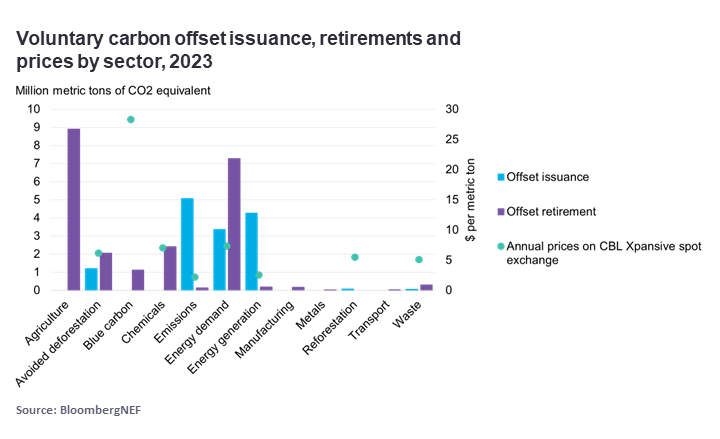 Voluntary carbon offset issuance, retirements and
prices by sector, 2023
Million metric tons of CO2 equivalent
10
9
8
7
6
5
4
3
2
1
0
30
25
20
15
10
5
0
$ per metric ton
Agriculture
Avoided deforestation
Blue carbon
Chemicals
Emissions
Energy demand
Energy generation
Manufacturing
Metals
Reforestation
Transport
Waste
Offset issuance
Offset retirement
Annual prices on CBL Xpansive spot
exchange
Source: BloombergNEF